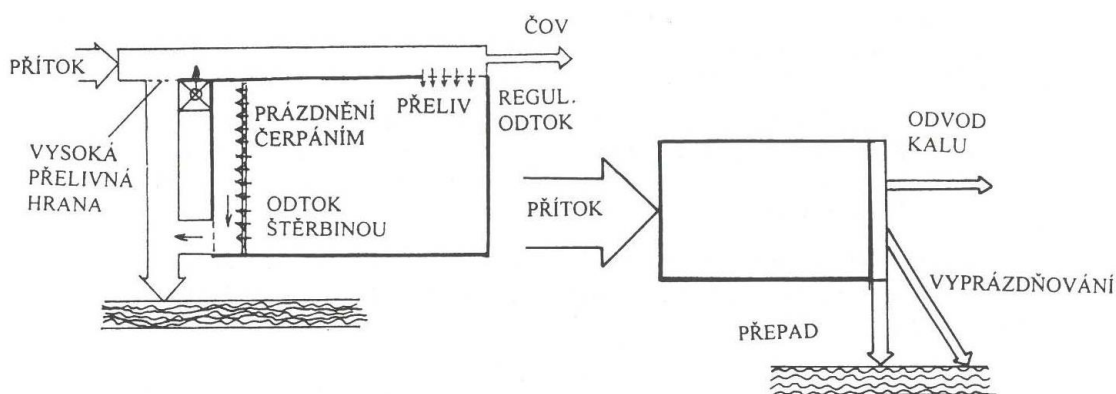 ČOV
PŘÍTOK
PŘELIV
REGUL.
ODTOK
PRÁZDNĚNÍ
ČERPÁNÍM
VYSOKÁ
PŘELIVNÁ
HRANA
ODTOK
ŠTĚRBINOU
ODVOD
KALU
PŘÍTOK
VYPRÁZDŇOVÁNÍ
PŘEPAD